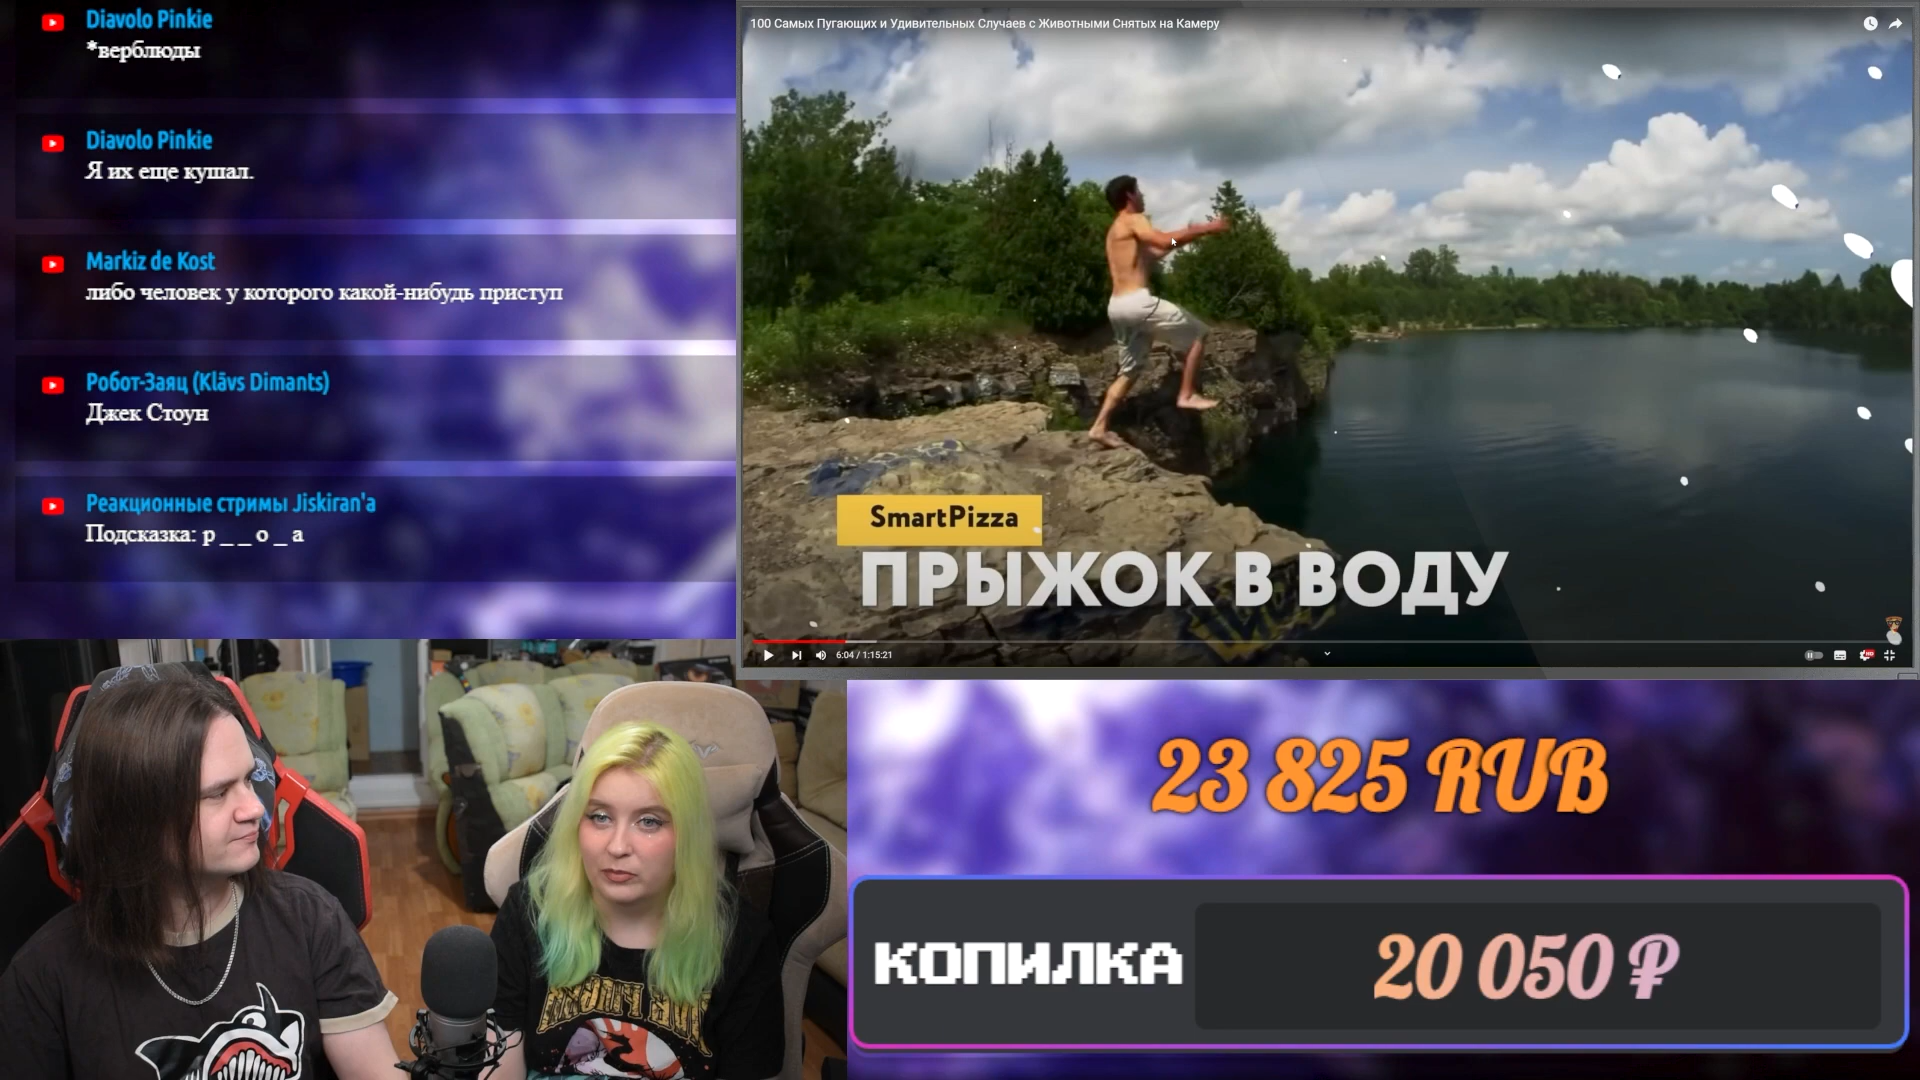 Diavolo Pinkie
*верблюды
Diavolo Pinkie
Я их еще кушал.
Markiz de Kost
либо человек у которого какой-нибудь приступ
Робот-Заяц (Klāvs Dimants)
Джек Стоун
Реакционные стримы Jiskiran'a
Подсказка: р _ _ о _ а
100 Самых Пугающих и Удивительных Случаев с Животными Снятых на Камеру
SmartPizza
ПРЫЖОК В ВОДУ
6:04 / 1:15:21
23 825 RUB
КОПИЛКА
20 050 ₽